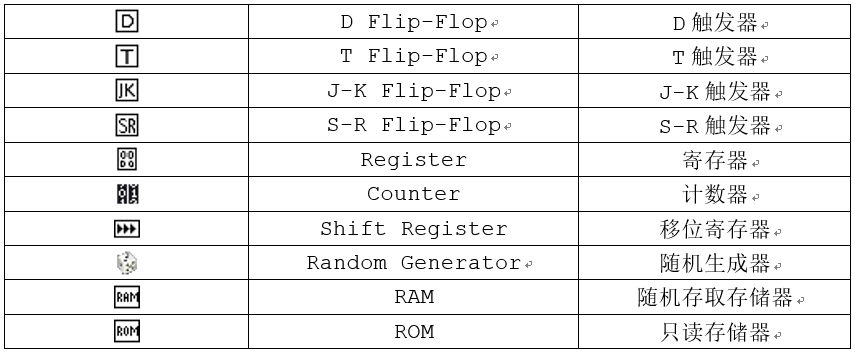 D D Flip-Flop D 触发器
T T Flip-Flop T 触发器
JK J-K Flip-Flop J-K 触发器
SR S-R Flip-Flop S-R 触发器
Register 寄存器
Counter 计数器
Shift Register 移位寄存器
Random Generator 随机生成器
RAM RAM 随机存取存储器
ROM ROM 只读存储器